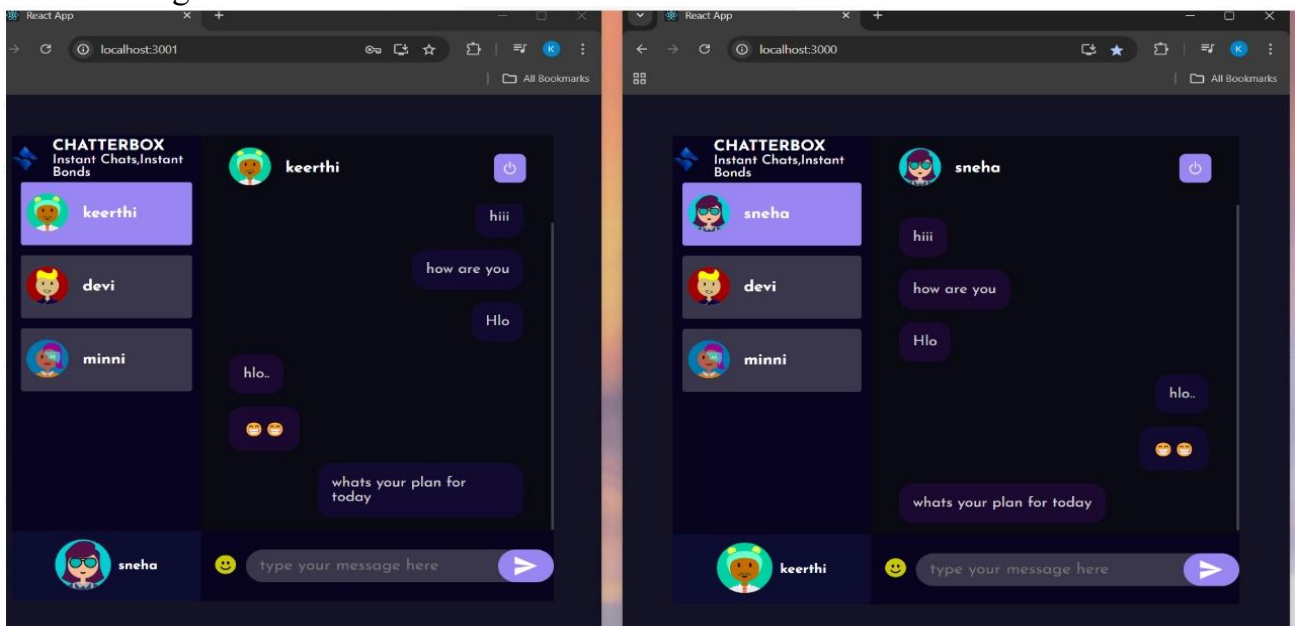 React App
localhost:3001
K
All Bookmarks
CHATTERBOX
Instant Chats,Instant
Bonds
keerthi
devi
minni
sneha
keerthi
hiii
how are you
Hlo
hlo..
😁😁
whats your plan for
today
type your message here
React App
localhost:3000
K
All Bookmarks
CHATTERBOX
Instant Chats,Instant
Bonds
sneha
devi
minni
keerthi
sneha
hiii
how are you
Hlo
hlo..
😁😁
whats your plan for today
type your message here